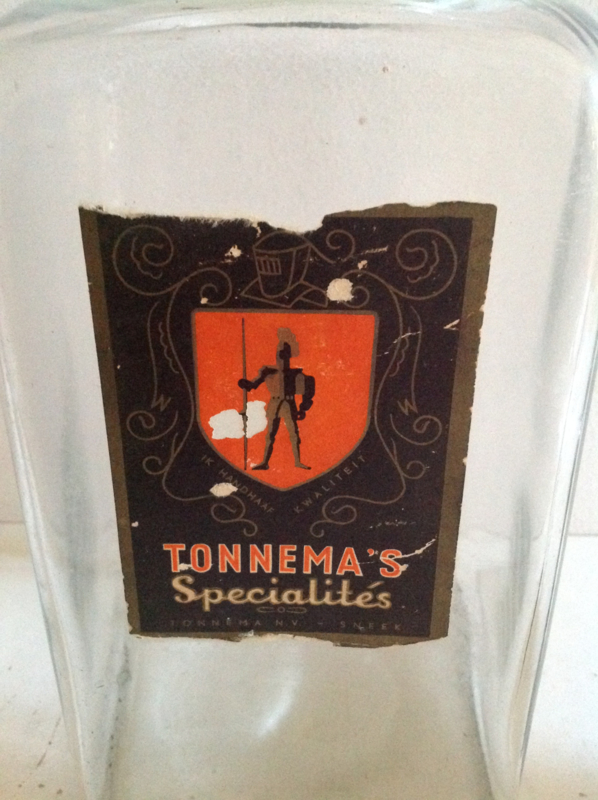 IK HANDHAAF KWALITEIT
TONNEMA'S
Specialités
TONNEMA N.V. - SNEEK